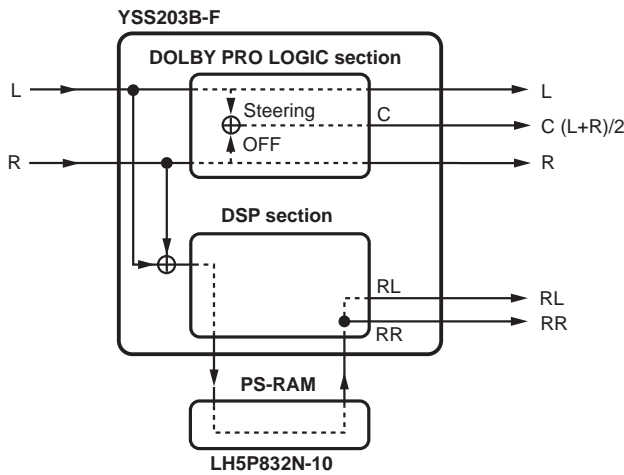 YSS203B-F
DOLBY PRO LOGIC section
L
L
Steering
C
C (L+R)/2
OFF
R
R
DSP section
RL
RL
RR
RR
PS-RAM
LH5P832N-10